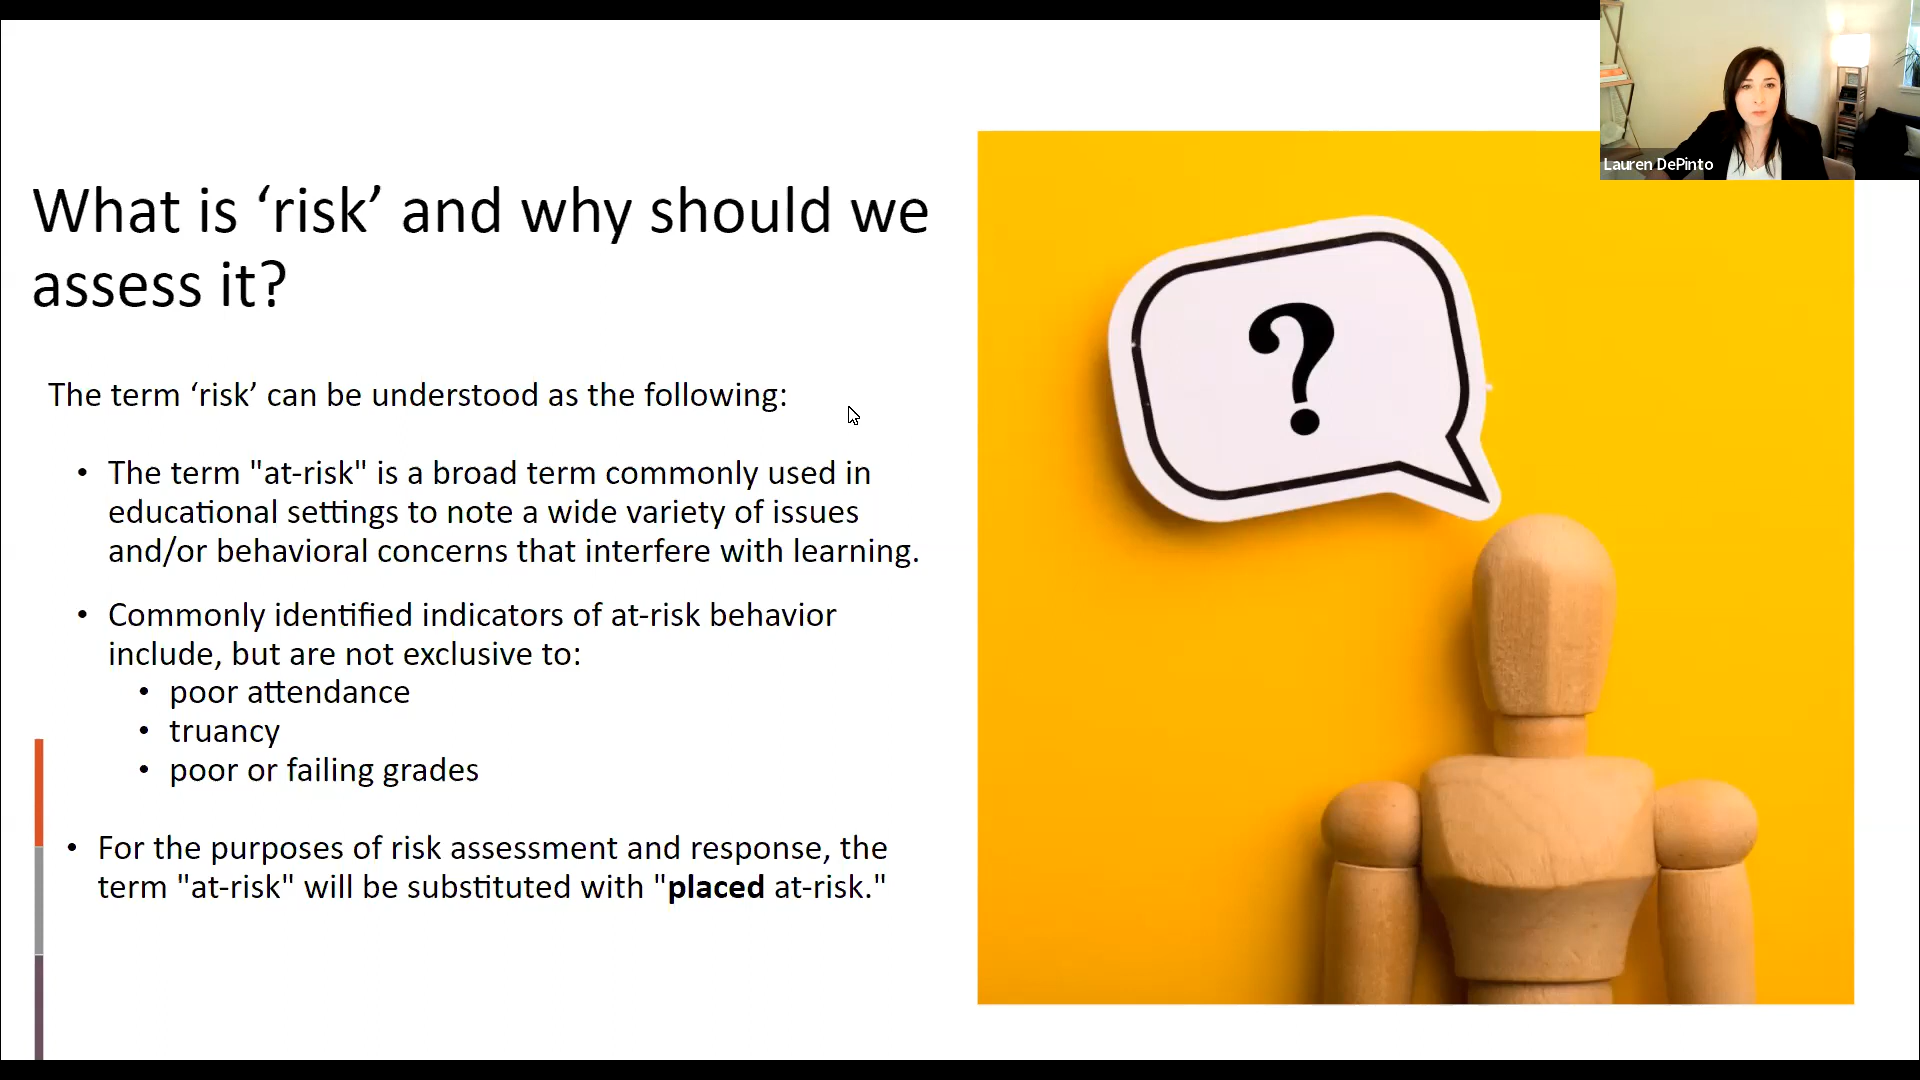 What is ‘risk’ and why should we
assess it?
The term ‘risk’ can be understood as the following:
• The term "at-risk" is a broad term commonly used in
educational settings to note a wide variety of issues
and/or behavioral concerns that interfere with learning.
• Commonly identified indicators of at-risk behavior
include, but are not exclusive to:
• poor attendance
• truancy
• poor or failing grades
• For the purposes of risk assessment and response, the
term "at-risk" will be substituted with "placed at-risk."
?
Lauren DePinto